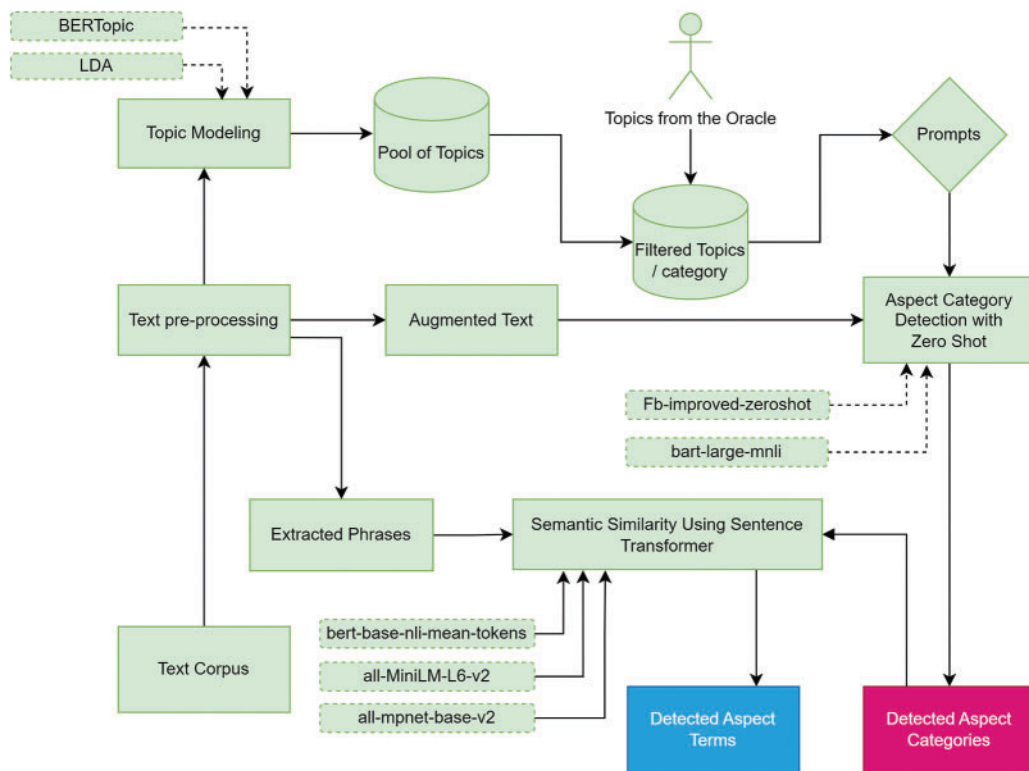 BERTopic
LDA
Topic Modeling
Pool of Topics
Topics from the Oracle
Prompts
Filtered Topics
/ category
Text pre-processing
Augmented Text
Aspect Category
Detection with
Zero Shot
Fb-improved-zeroshot
bart-large-mnli
Extracted Phrases
Semantic Similarity Using Sentence
Transformer
bert-base-nli-mean-tokens
all-MiniLM-L6-v2
all-mpnet-base-v2
Text Corpus
Detected Aspect
Terms
Detected Aspect
Categories